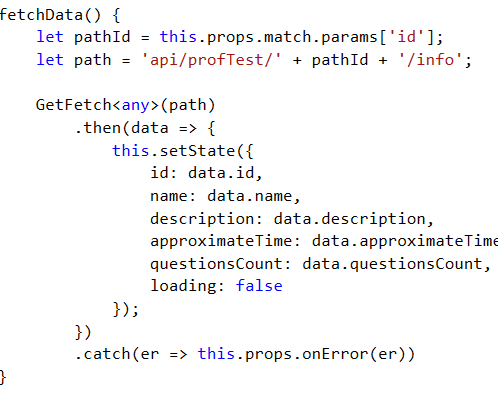 fetchData() {
let pathId = this.props.match.params['id'];
let path = 'api/profTest/' + pathId + '/info';
GetFetch<any>(path)
.then(data => {
this.setState({
id: data.id,
name: data.name,
description: data.description,
approximateTime: data.approximateTime
questionsCount: data.questionsCount,
loading: false
});
})
.catch(er => this.props.onError(er))
}